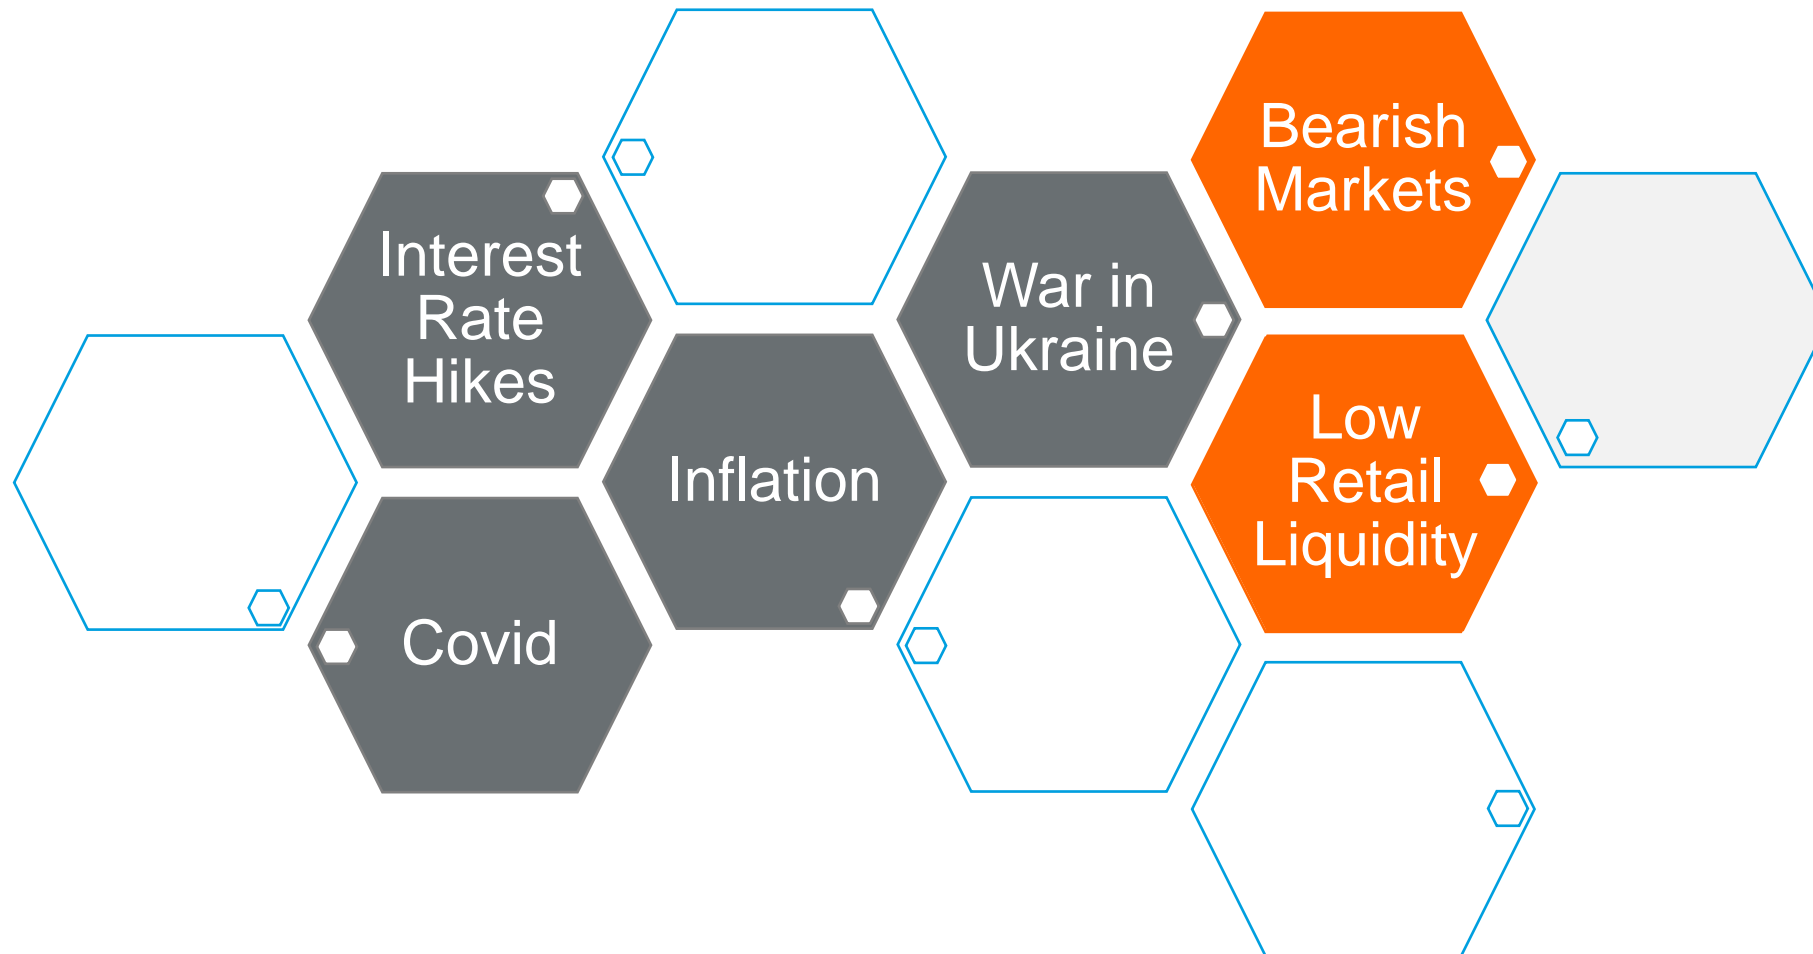 Interest
Rate
Hikes
Covid
Inflation
War in
Ukraine
Bearish
Markets
Low
Retail
Liquidity